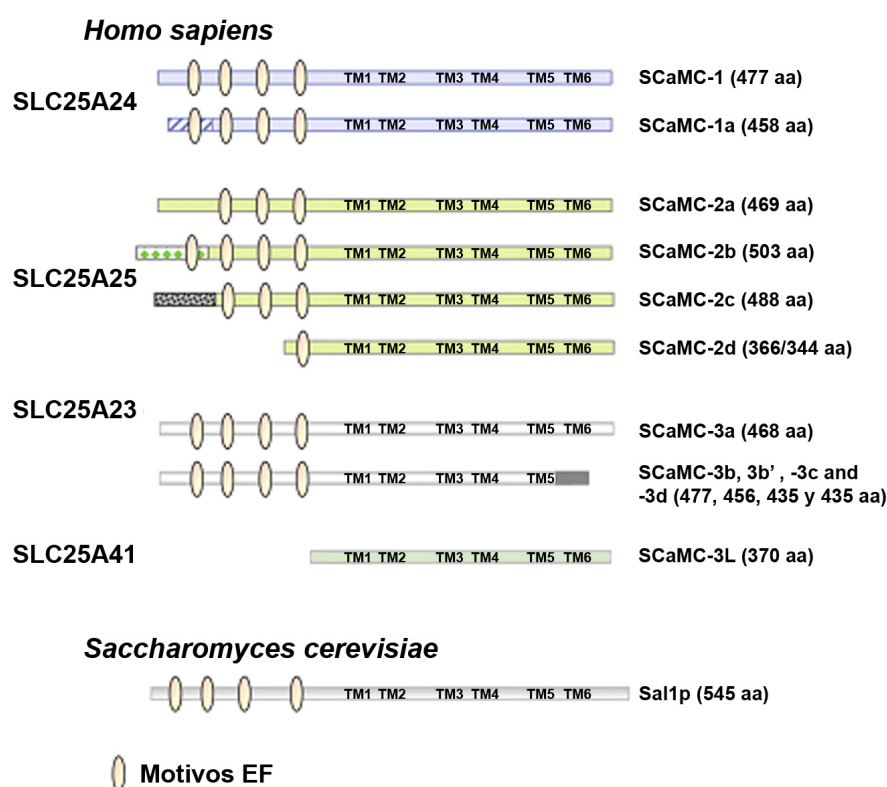 Homo sapiens
SLC25A24
TM1 TM2 TM3 TM4 TM5 TM6 SCaMC-1 (477 aa)
TM1 TM2 TM3 TM4 TM5 TM6 SCaMC-1a (458 aa)
SLC25A25
TM1 TM2 TM3 TM4 TM5 TM6 SCaMC-2a (469 aa)
TM1 TM2 TM3 TM4 TM5 TM6 SCaMC-2b (503 aa)
TM1 TM2 TM3 TM4 TM5 TM6 SCaMC-2c (488 aa)
TM1 TM2 TM3 TM4 TM5 TM6 SCaMC-2d (366/344 aa)
SLC25A23
TM1 TM2 TM3 TM4 TM5 TM6 SCaMC-3a (468 aa)
TM1 TM2 TM3 TM4 TM5 SCaMC-3b, 3b’ , -3c and
-3d (477, 456, 435 y 435 aa)
SLC25A41 TM1 TM2 TM3 TM4 TM5 TM6 SCaMC-3L (370 aa)
Saccharomyces cerevisiae
TM1 TM2 TM3 TM4 TM5 TM6 Sal1p (545 aa)
Motivos EF